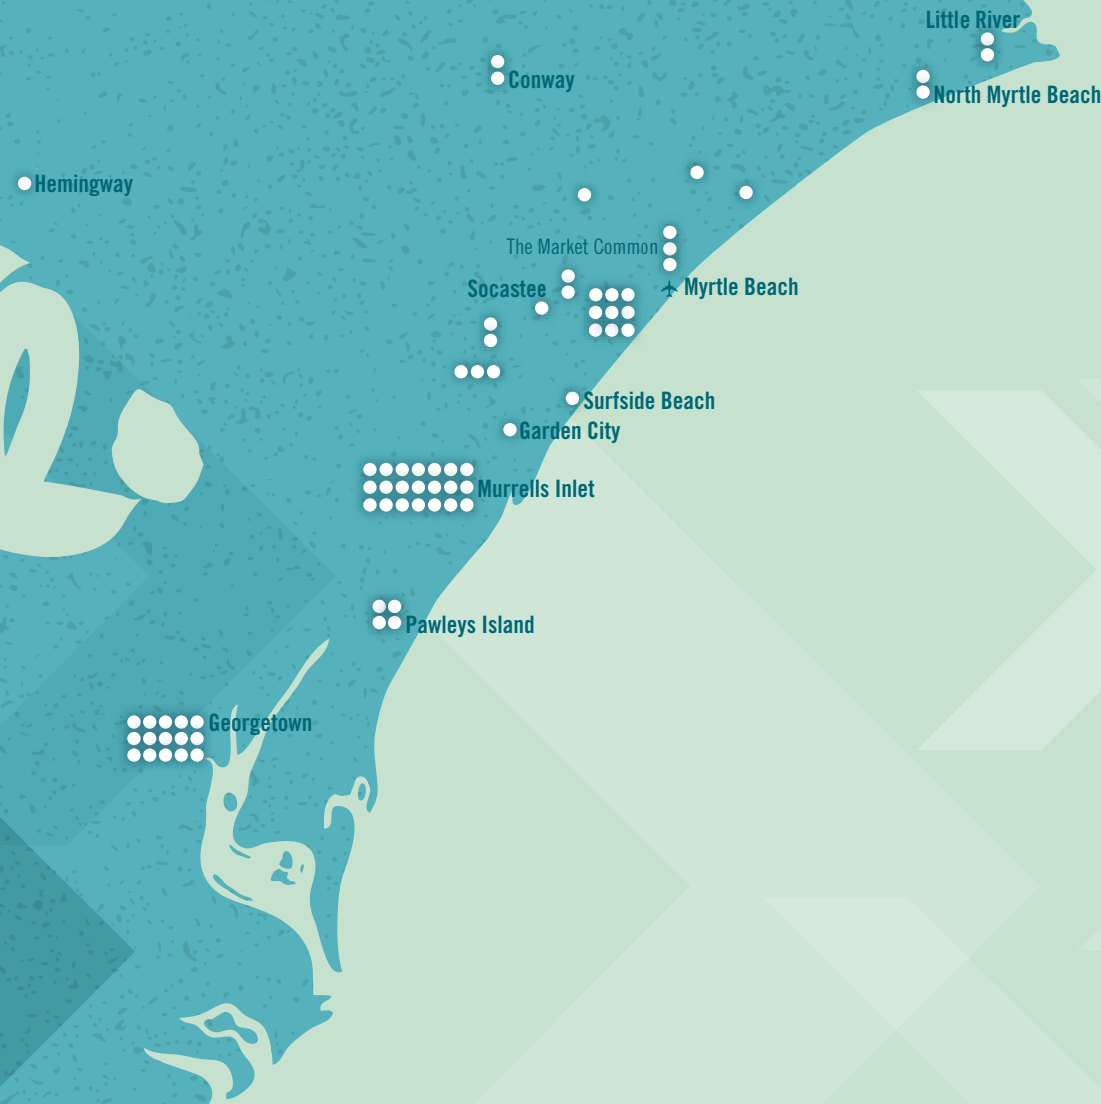 Little River
Conway
North Myrtle Beach
Hemingway
The Market Common
Socastee
Myrtle Beach
Surfside Beach
Garden City
Murrells Inlet
Pawleys Island
Georgetown